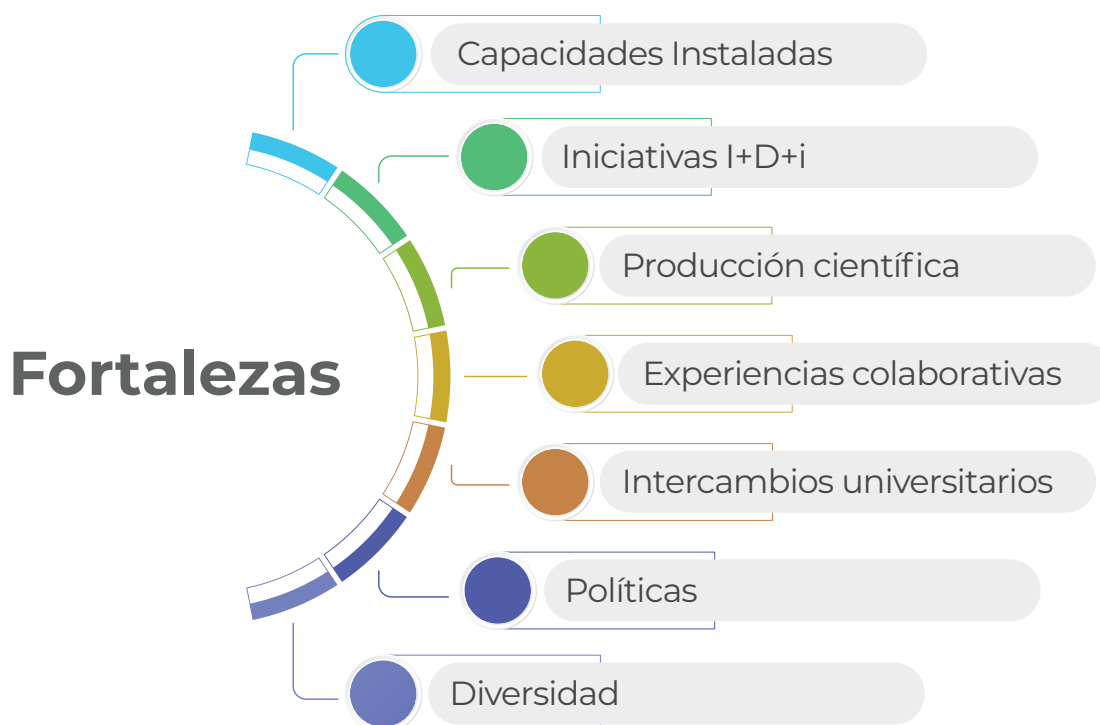 Fortalezas
Capacidades Instaladas
Iniciativas I+D+i
Producción científica
Experiencias colaborativas
Intercambios universitarios
Políticas
Diversidad